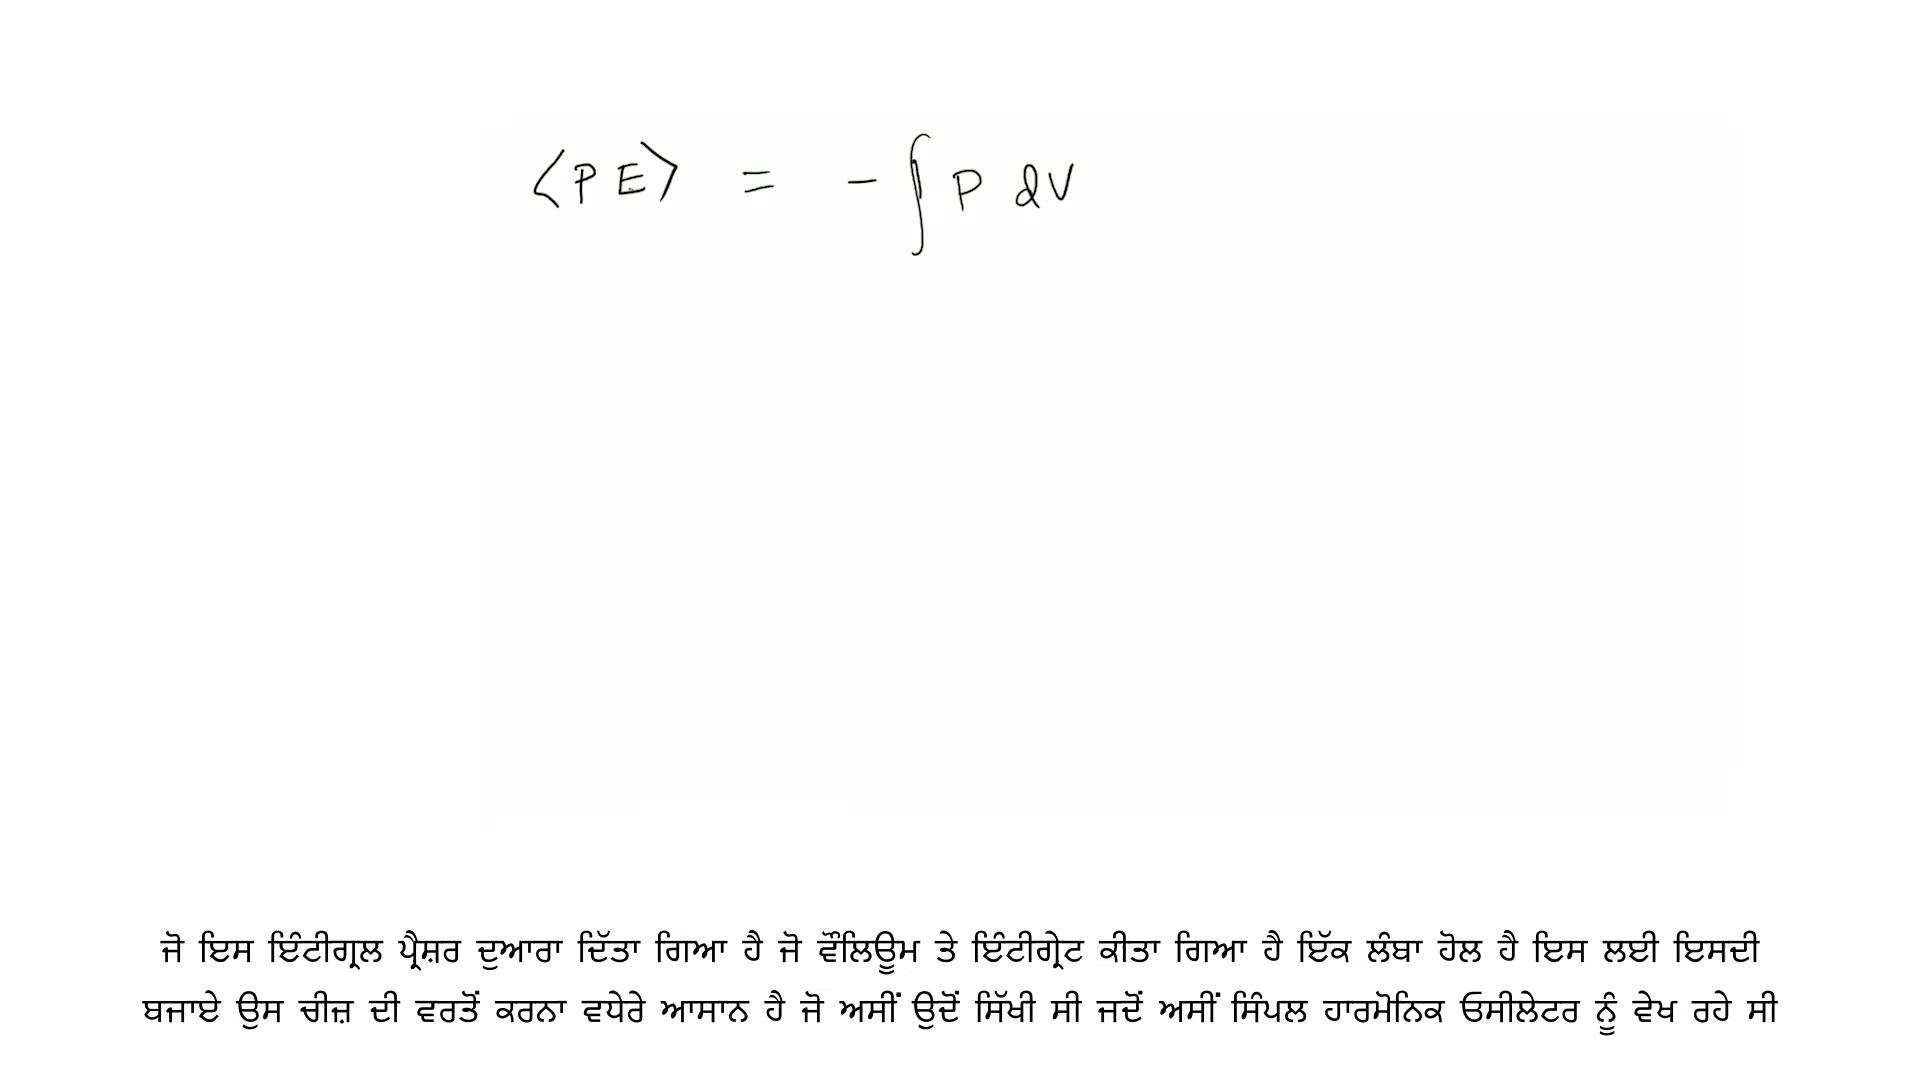 <PE> = - ∫ P dV
ਜੋ ਇਸ ਇੰਟੀਗ੍ਰਲ ਪ੍ਰੈਸ਼ਰ ਦੁਆਰਾ ਦਿੱਤਾ ਗਿਆ ਹੈ ਜੋ ਵੌਲਿਊਮ ਤੇ ਇੰਟੀਗ੍ਰੇਟ ਕੀਤਾ ਗਿਆ ਹੈ ਇੱਕ ਲੰਬਾ ਹੋਲ ਹੈ ਇਸ ਲਈ ਇਸਦੀ
ਬਜਾਏ ਉਸ ਚੀਜ਼ ਦੀ ਵਰਤੋਂ ਕਰਨਾ ਵਧੇਰੇ ਆਸਾਨ ਹੈ ਜੋ ਅਸੀਂ ਉਦੋਂ ਸਿੱਖੀ ਸੀ ਜਦੋਂ ਅਸੀਂ ਸਿੰਪਲ ਹਾਰਮੋਨਿਕ ਓਸੀਲੇਟਰ ਨੂੰ ਵੇਖ ਰਹੇ ਸੀ